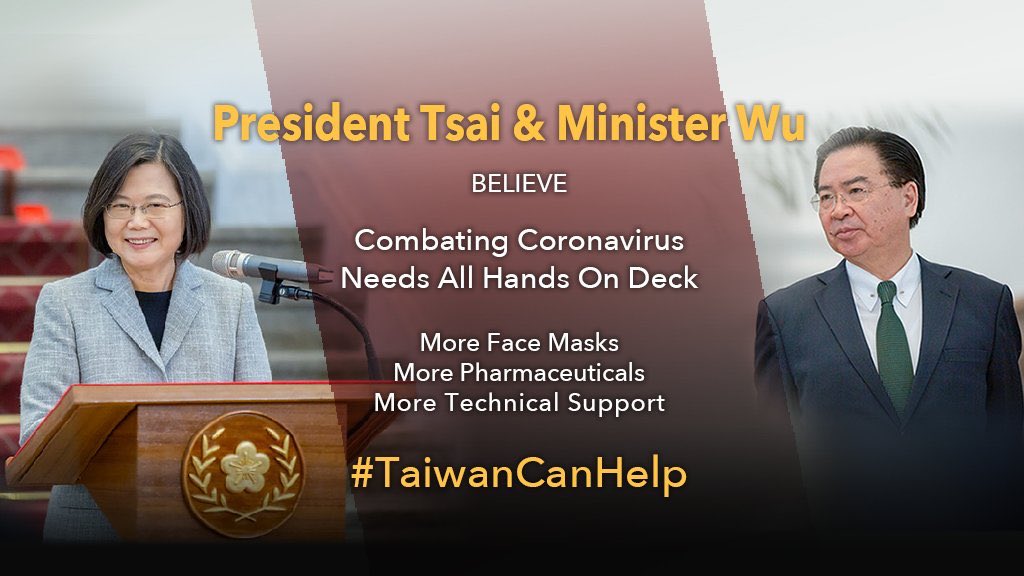 President Tsai & Minister Wu
BELIEVE
Combating Coronavirus
Needs All Hands On Deck
More Face Masks
More Pharmaceuticals
More Technical Support
#TaiwanCanHelp